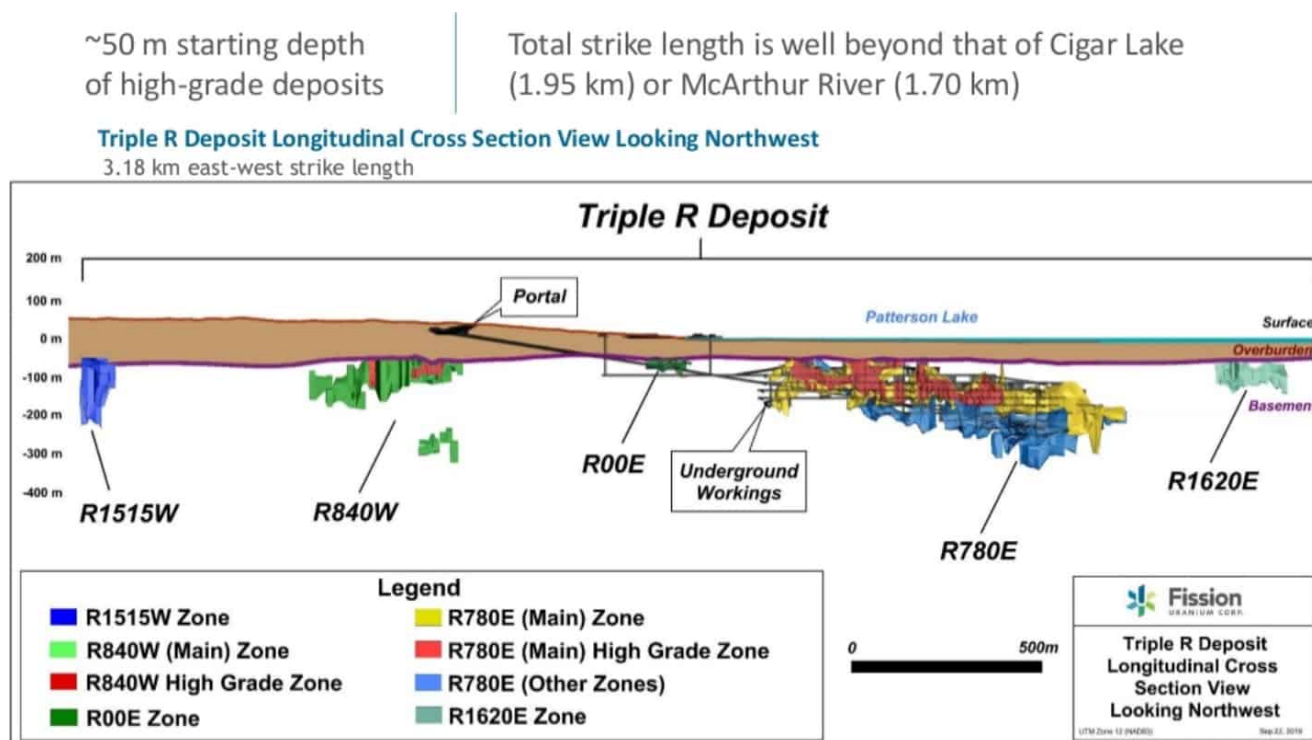 ~50 m starting depth
of high-grade deposits
Total strike length is well beyond that of Cigar Lake
(1.95 km) or McArthur River (1.70 km)
Triple R Deposit Longitudinal Cross Section View Looking Northwest
3.18 km east-west strike length
Triple R Deposit
200 m
100 m
0 m
-100 m
-200 m
-300 m
-400 m
Portal
Patterson Lake
Surface
Overburden
Basemen
R1515W
R840W
R00E
Underground
Workings
R780E
R1620E
Legend
R1515W Zone
R840W (Main) Zone
R840W High Grade Zone
R00E Zone
R780E (Main) Zone
R780E (Main) High Grade Zone
R780E (Other Zones)
R1620E Zone
0
500m
Fission
URANIUM CORP.
Triple R Deposit
Longitudinal Cross
Section View
Looking Northwest
UTM Zone 12 (NAD83)